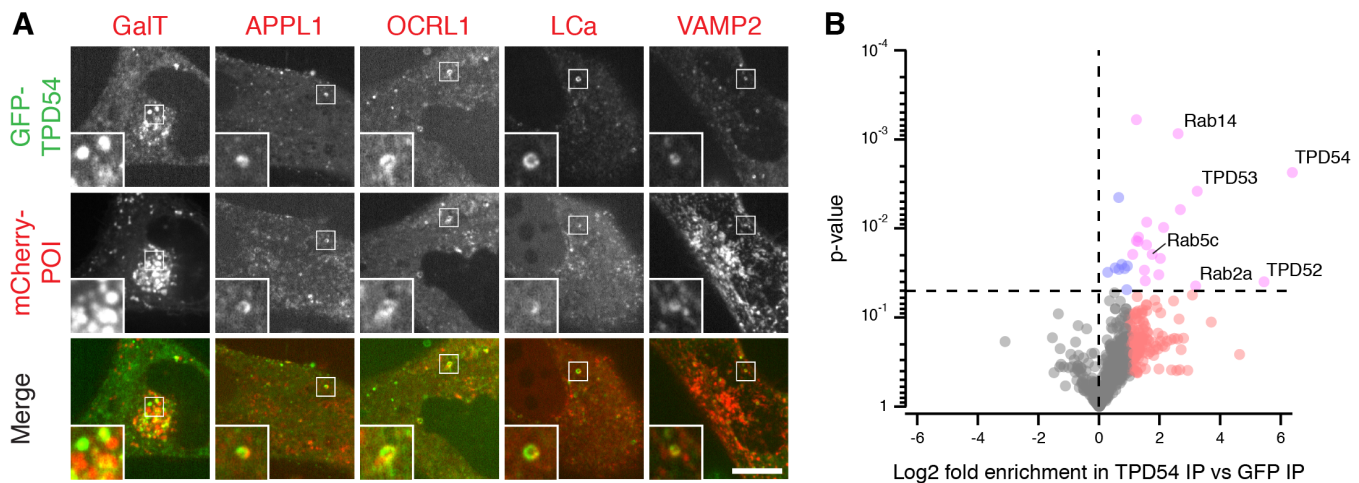 A
GalT
APPL1
OCRL1
LCa
VAMP2
GFP-
TPD54
mCherry-
POI
Merge
B
10-4
10-3
10-2
10-1
1
p-value
Rab14
TPD54
TPD53
Rab5c
Rab2a
TPD52
-6
-4
-2
0
2
4
6
Log2 fold enrichment in TPD54 IP vs GFP IP